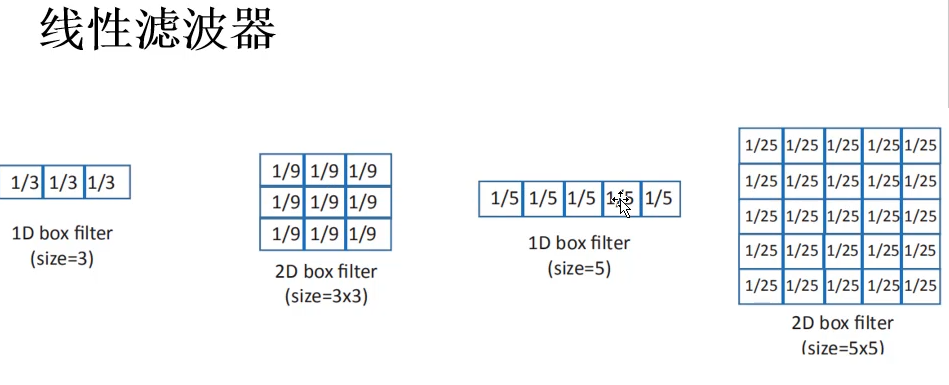 线性滤波器
1/3 1/3 1/3
1D box filter
(size=3)
1/9 1/9 1/9
1/9 1/9 1/9
1/9 1/9 1/9
2D box filter
(size=3x3)
1/5 1/5 1/5 1/5 1/5
1D box filter
(size=5)
1/25 1/25 1/25 1/25 1/25
1/25 1/25 1/25 1/25 1/25
1/25 1/25 1/25 1/25 1/25
1/25 1/25 1/25 1/25 1/25
1/25 1/25 1/25 1/25 1/25
2D box filter
(size=5x5)